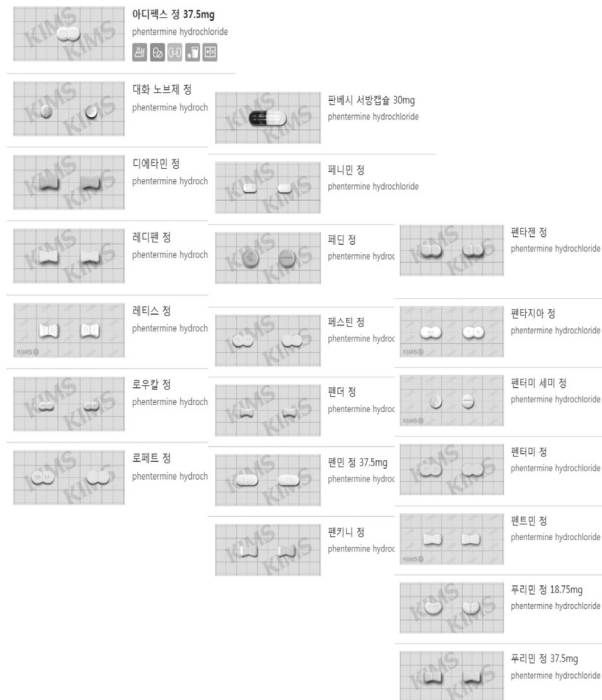 아디펙스 정 37.5mg
phentermine hydrochloride
대화 노브제 정
phentermine hydroch
디에타민 정
phentermine hydroch
레디펜 정
phentermine hydroch
레티스 정
phentermine hydroch
로우칼 정
phentermine hydroch
로페트 정
phentermine hydroch
판베시 서방캡슐 30mg
phentermine hydrochloride
페니민 정
phentermine hydrochloride
페딘 정
phentermine hydroc
페스틴 정
phentermine hydroc
펜더 정
phentermine hydroc
펜민 정 37.5mg
phentermine hydroc
펜키니 정
phentermine hydroc
펜타젠 정
phentermine hydrochloride
펜타지아 정
phentermine hydrochloride
펜터미 세미 정
phentermine hydrochloride
펜터미 정
phentermine hydrochloride
펜트민 정
phentermine hydrochloride
푸리민 정 18.75mg
phentermine hydrochloride
푸리민 정 37.5mg
phentermine hydrochloride